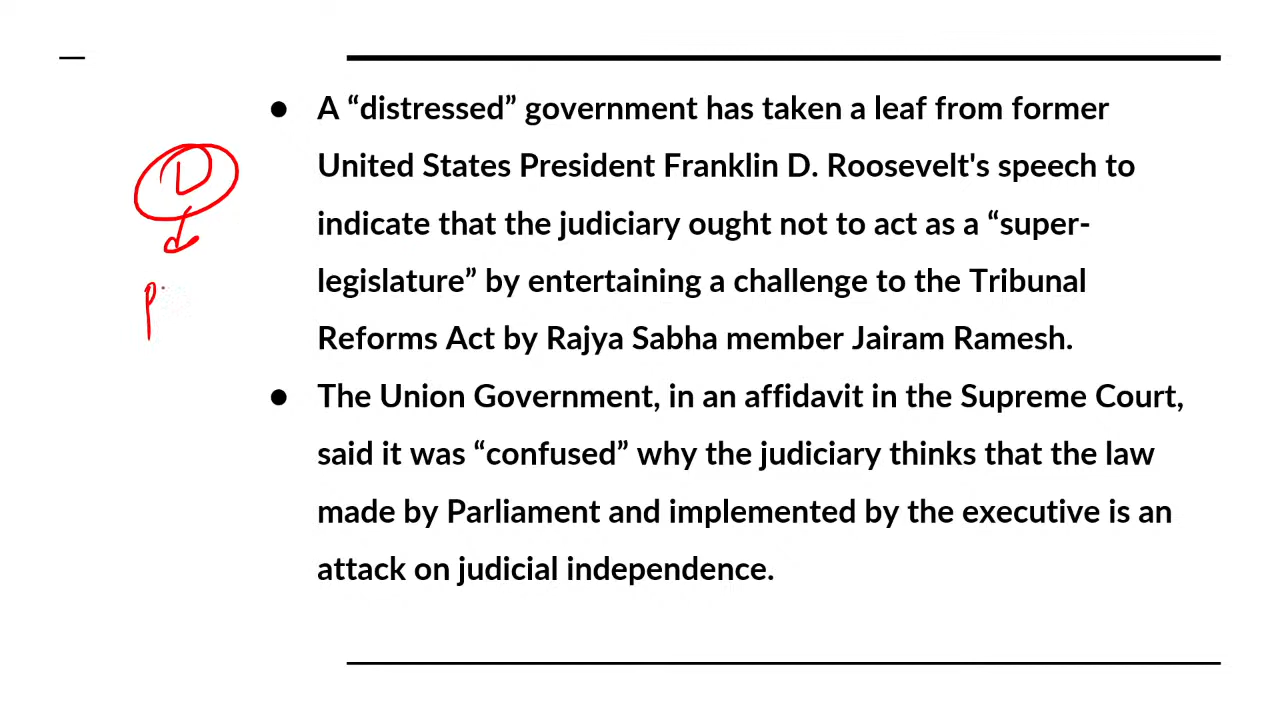 ● A “distressed” government has taken a leaf from former
United States President Franklin D. Roosevelt's speech to
indicate that the judiciary ought not to act as a “super-
legislature” by entertaining a challenge to the Tribunal
Reforms Act by Rajya Sabha member Jairam Ramesh.
● The Union Government, in an affidavit in the Supreme Court,
said it was “confused” why the judiciary thinks that the law
made by Parliament and implemented by the executive is an
attack on judicial independence.
D
P